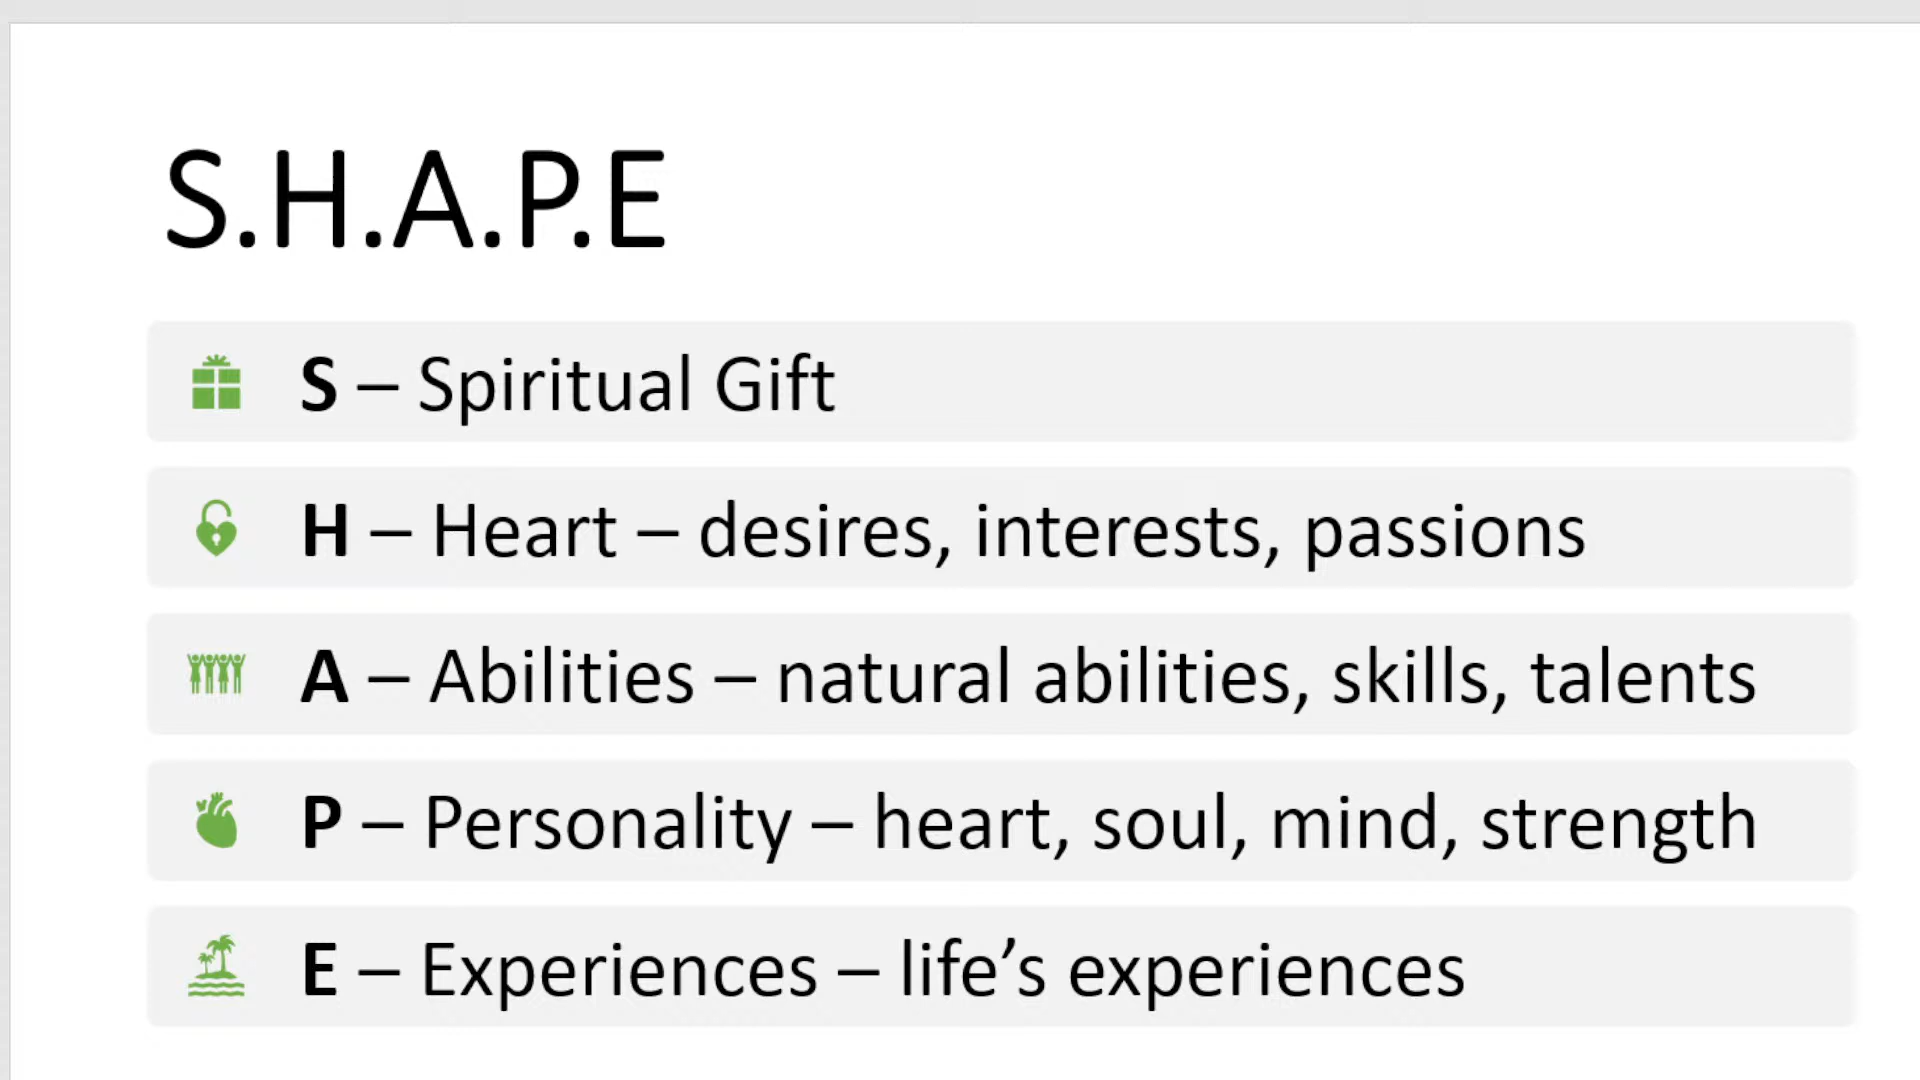 S.H.A.P.E
S – Spiritual Gift
H – Heart – desires, interests, passions
A – Abilities – natural abilities, skills, talents
P – Personality – heart, soul, mind, strength
E – Experiences – life’s experiences